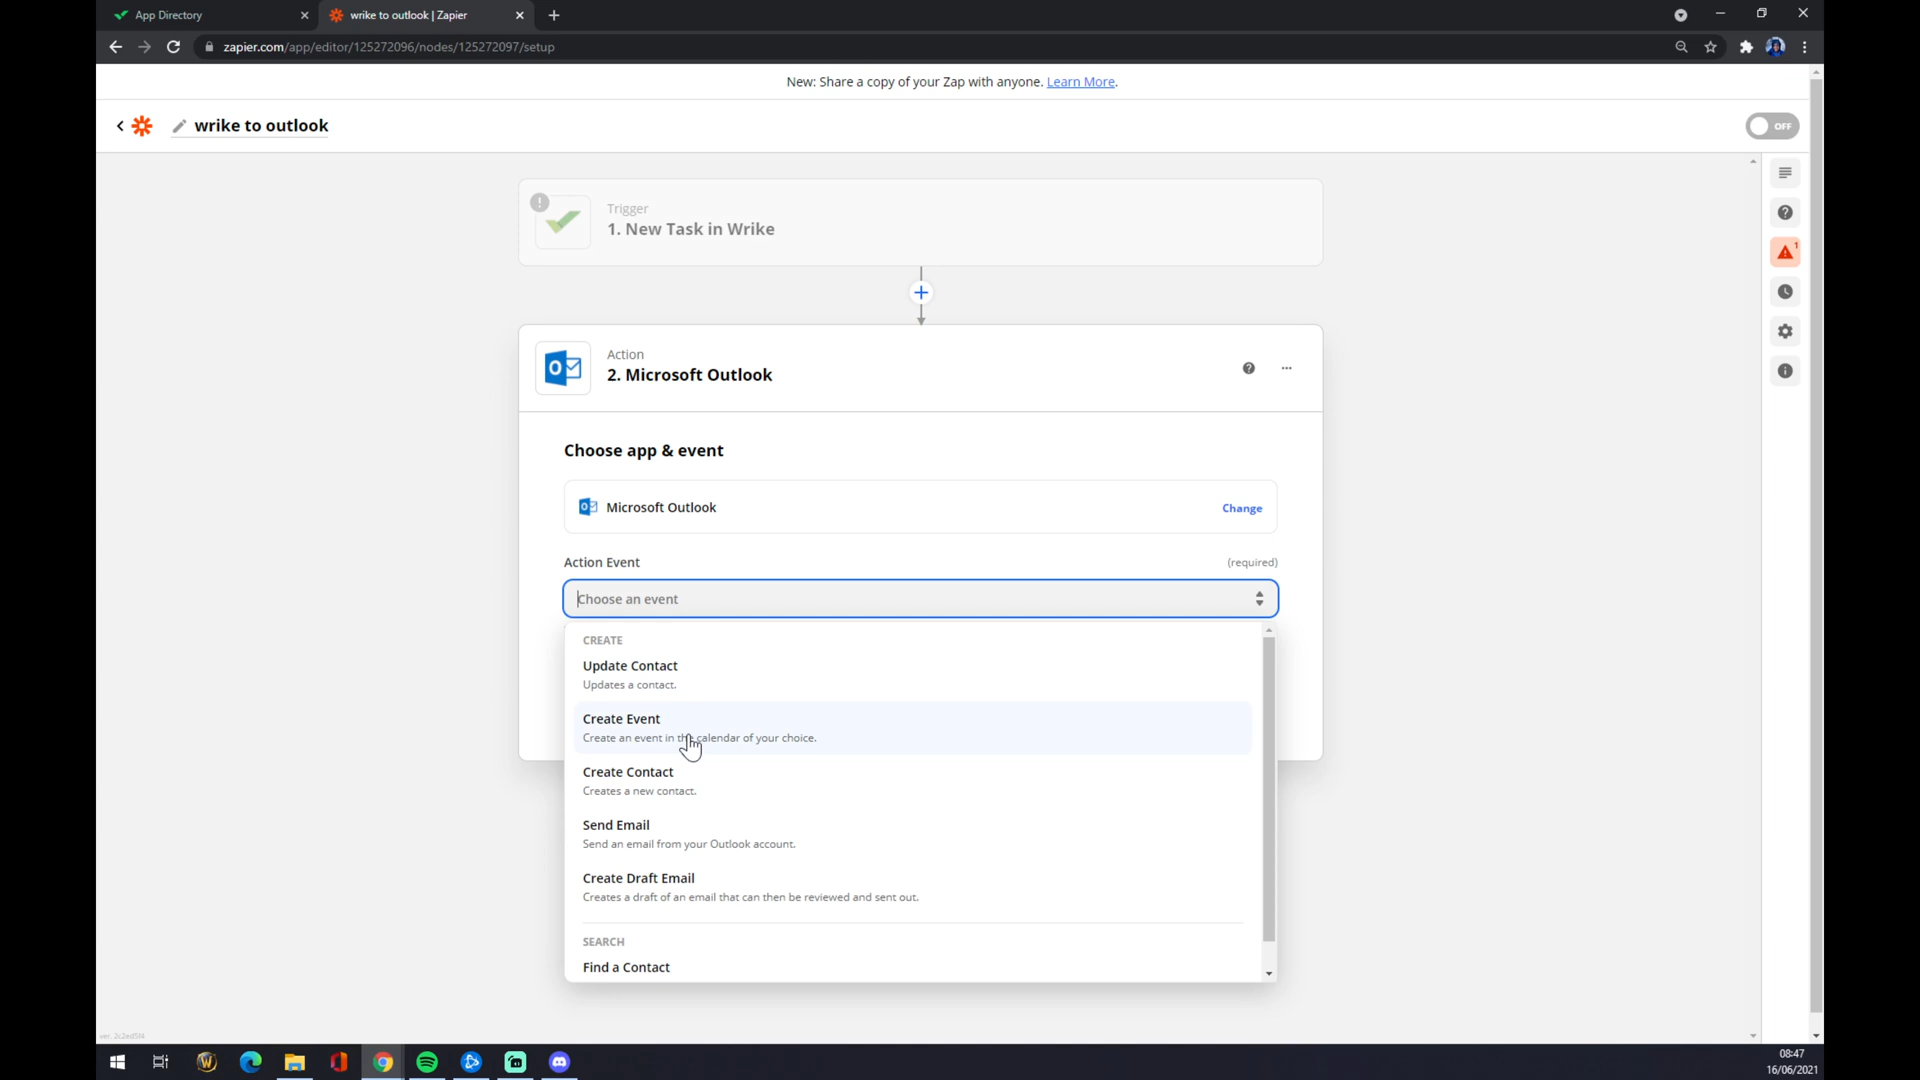 App Directory
wrike to outlook | Zapier
zapier.com/app/editor/125272096/nodes/125272097/setup
New: Share a copy of your Zap with anyone. Learn More.
wrike to outlook
OFF
Trigger
1. New Task in Wrike
1
Action
2. Microsoft Outlook
Choose app & event
Microsoft Outlook
Change
Action Event
(required)
Choose an event
CREATE
Update Contact
Updates a contact.
Create Event
Create an event in the calendar of your choice.
Create Contact
Creates a new contact.
Send Email
Send an email from your Outlook account.
Create Draft Email
Creates a draft of an email that can then be reviewed and sent out.
SEARCH
Find a Contact
08:47
16/06/2021